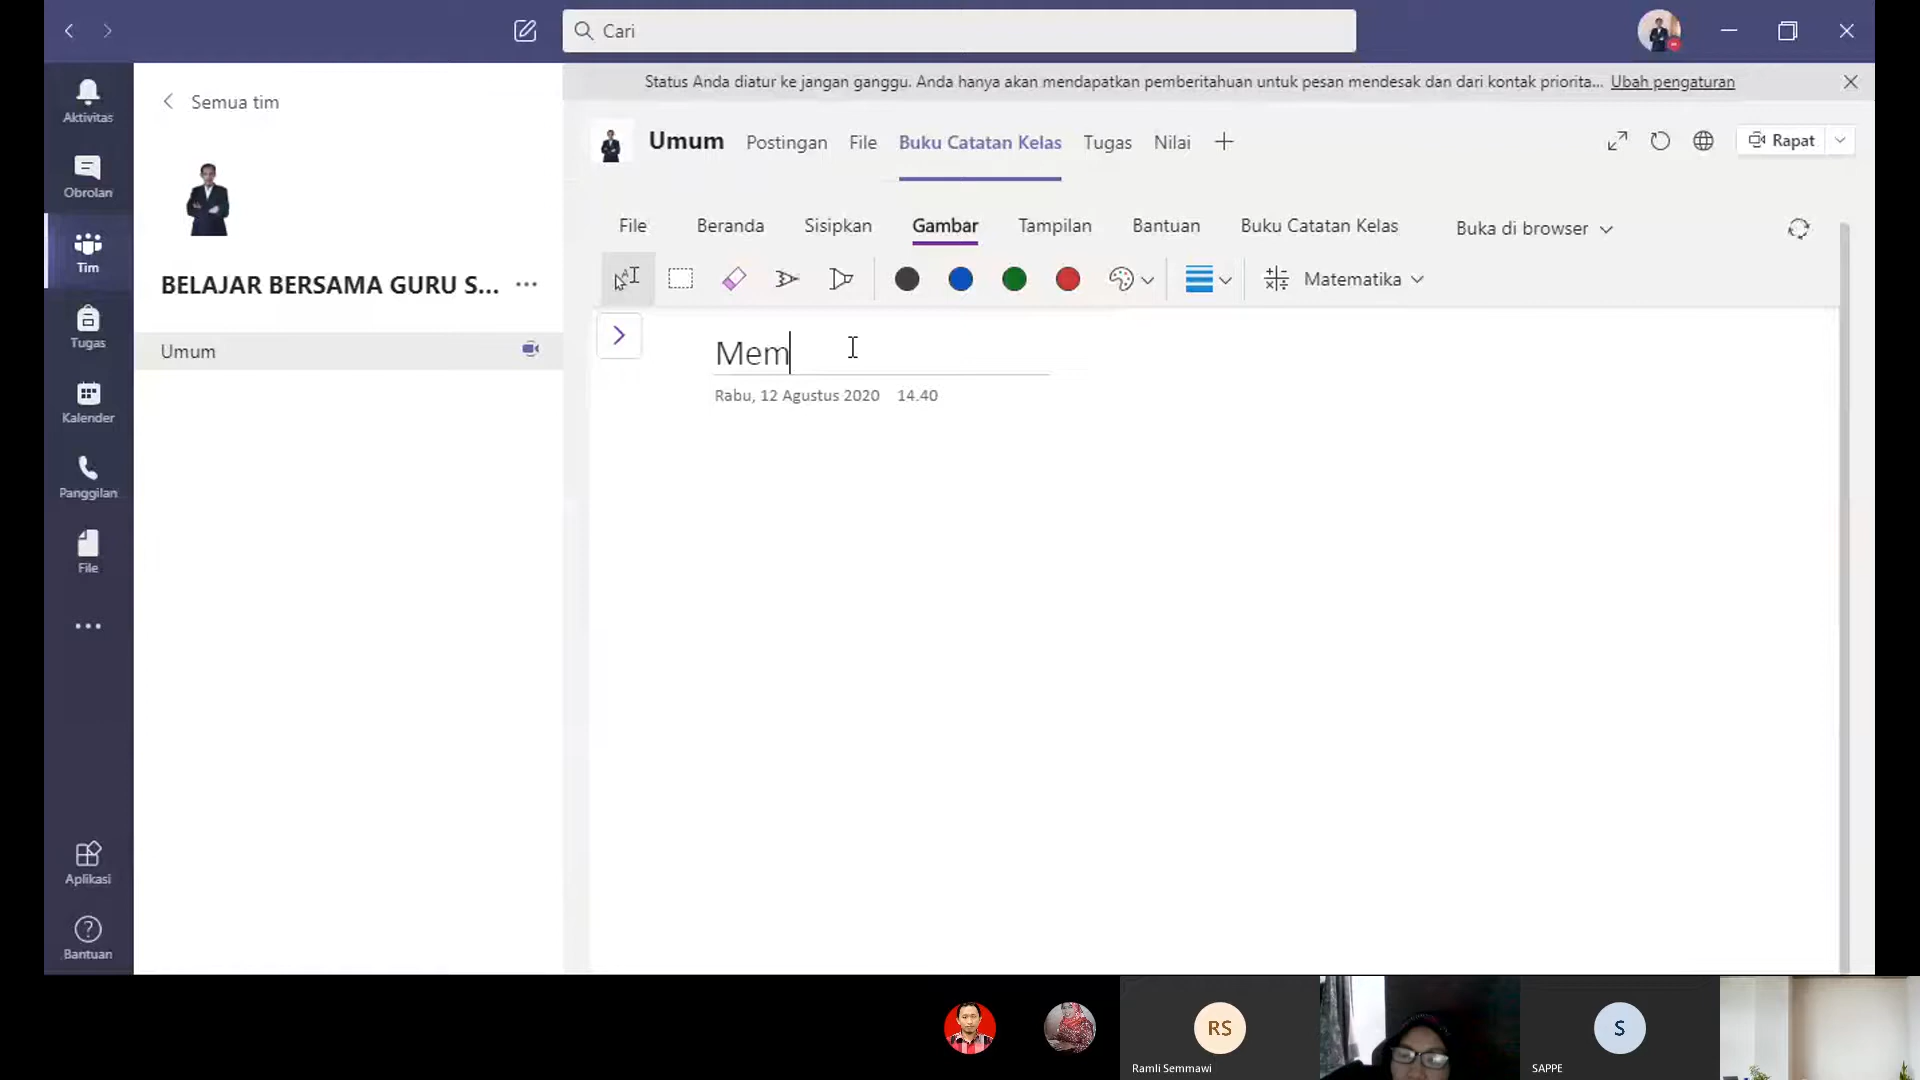 Cari
Status Anda diatur ke jangan ganggu. Anda hanya akan mendapatkan pemberitahuan untuk pesan mendesak dan dari kontak priorita... Ubah pengaturan
Aktivitas
Obrolan
Tim
Tugas
Kalender
Panggilan
File
Aplikasi
Bantuan
Semua tim
BELAJAR BERSAMA GURU S...
Umum
Umum Postingan File Buku Catatan Kelas Tugas Nilai
Rapat
File Beranda Sisipkan Gambar Tampilan Bantuan Buku Catatan Kelas Buka di browser
Matematika
Mem
Rabu, 12 Agustus 2020 14.40
RS
Ramli Semmawi
S
SAPPE